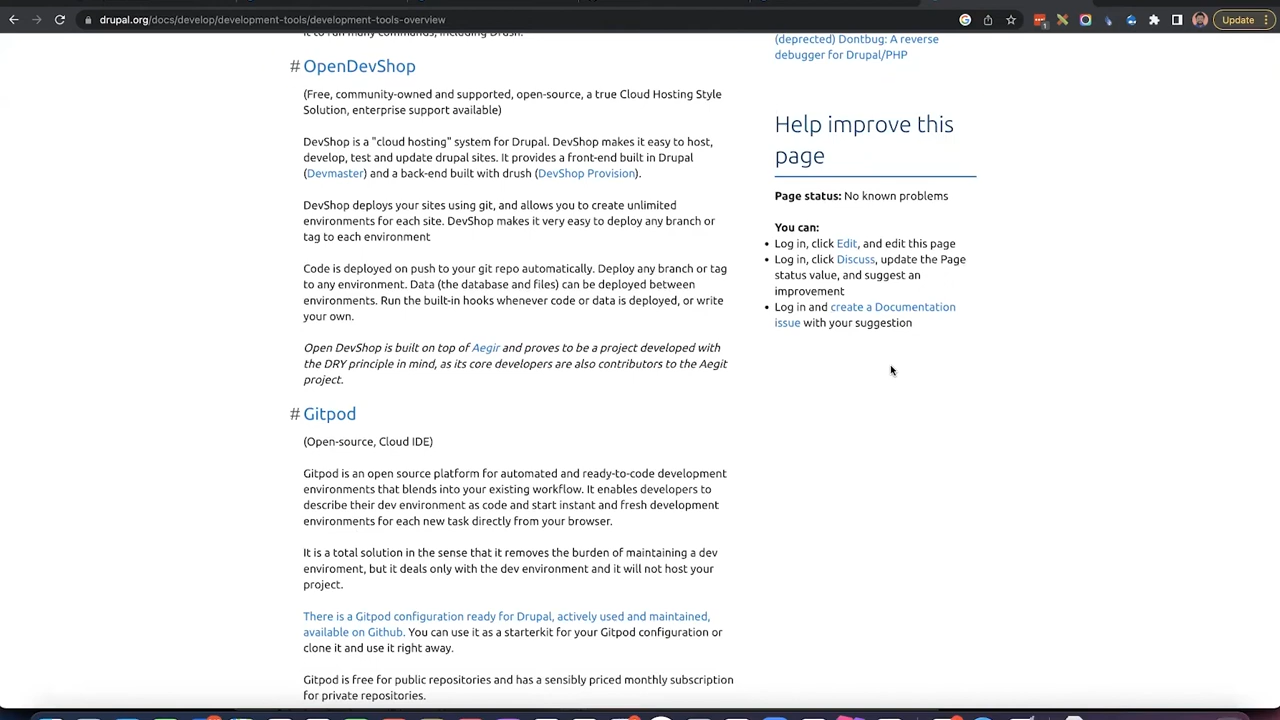 drupal.org/docs/develop/development-tools/development-tools-overview
Update
it to run many commands, including Drush.
# OpenDevShop
(Free, community-owned and supported, open-source, a true Cloud Hosting Style
Solution, enterprise support available)
DevShop is a "cloud hosting" system for Drupal. DevShop makes it easy to host,
develop, test and update drupal sites. It provides a front-end built in Drupal
(Devmaster) and a back-end built with drush (DevShop Provision).
DevShop deploys your sites using git, and allows you to create unlimited
environments for each site. DevShop makes it very easy to deploy any branch or
tag to each environment
Code is deployed on push to your git repo automatically. Deploy any branch or tag
to any environment. Data (the database and files) can be deployed between
environments. Run the built-in hooks whenever code or data is deployed, or write
your own.
Open DevShop is built on top of Aegir and proves to be a project developed with
the DRY principle in mind, as its core developers are also contributors to the Aegit
project.
# Gitpod
(Open-source, Cloud IDE)
Gitpod is an open source platform for automated and ready-to-code development
environments that blends into your existing workflow. It enables developers to
describe their dev environment as code and start instant and fresh development
environments for each new task directly from your browser.
It is a total solution in the sense that it removes the burden of maintaining a dev
enviroment, but it deals only with the dev environment and it will not host your
project.
There is a Gitpod configuration ready for Drupal, actively used and maintained,
available on Github. You can use it as a starterkit for your Gitpod configuration or
clone it and use it right away.
Gitpod is free for public repositories and has a sensibly priced monthly subscription
for private repositories.
(deprected) Dontbug: A reverse
debugger for Drupal/PHP
Help improve this
page
Page status: No known problems
You can:
• Log in, click Edit, and edit this page
• Log in, click Discuss, update the Page
status value, and suggest an
improvement
• Log in and create a Documentation
issue with your suggestion